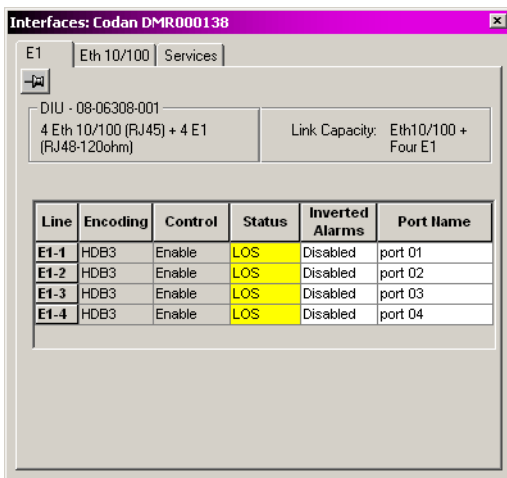 Interfaces: Codan DMR000138
E1 Eth 10/100 Services
DIU - 08-06308-001
4 Eth 10/100 (RJ45) + 4 E1
(RJ48-120ohm)
Link Capacity: Eth10/100 +
Four E1
Line Encoding Control Status Inverted Alarms Port Name
E1-1 HDB3 Enable LOS Disabled port 01
E1-2 HDB3 Enable LOS Disabled port 02
E1-3 HDB3 Enable LOS Disabled port 03
E1-4 HDB3 Enable LOS Disabled port 04